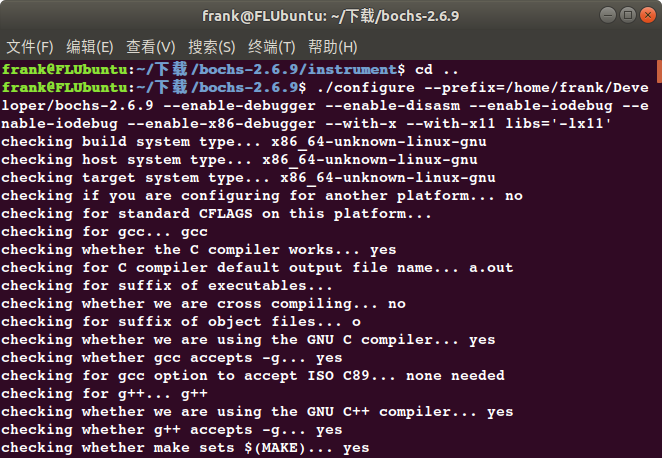 frank@FLUbuntu: ~/下载/bochs-2.6.9
文件(F) 编辑(E) 查看(V) 搜索(S) 终端(T) 帮助(H)
frank@FLUbuntu:~/下载/bochs-2.6.9/instrument$ cd ..
frank@FLUbuntu:~/下载/bochs-2.6.9$ ./configure --prefix=/home/frank/Deve
loper/bochs-2.6.9 --enable-debugger --enable-disasm --enable-iodebug --e
nable-iodebug --enable-x86-debugger --with-x --with-x11 libs='-lx11'
checking build system type... x86_64-unknown-linux-gnu
checking host system type... x86_64-unknown-linux-gnu
checking target system type... x86_64-unknown-linux-gnu
checking if you are configuring for another platform... no
checking for standard CFLAGS on this platform...
checking for gcc... gcc
checking whether the C compiler works... yes
checking for C compiler default output file name... a.out
checking for suffix of executables...
checking whether we are cross compiling... no
checking for suffix of object files... o
checking whether we are using the GNU C compiler... yes
checking whether gcc accepts -g... yes
checking for gcc option to accept ISO C89... none needed
checking for g++... g++
checking whether we are using the GNU C++ compiler... yes
checking whether g++ accepts -g... yes
checking whether make sets $(MAKE)... yes